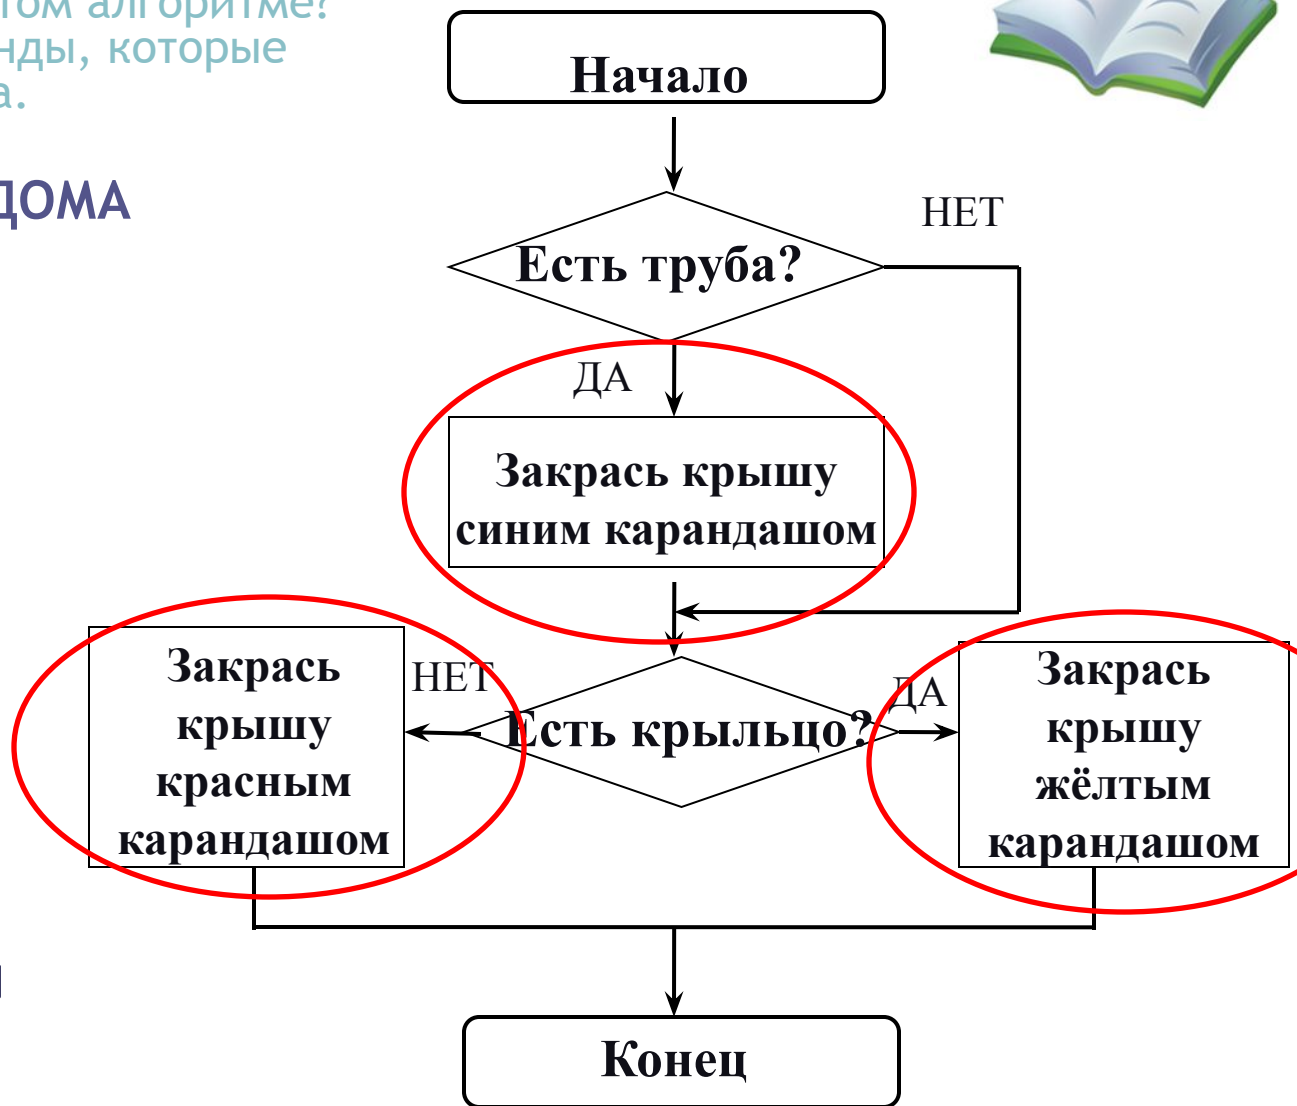 том алгоритме?
нды, которые
а.
ДОМА
Начало
Есть труба?
НЕТ
ДА
Закрась крышу
синим карандашом
Закрась
крышу
красным
карандашом
НЕТ
Есть крыльцо?
ДА
Закрась
крышу
жёлтым
карандашом
Конец